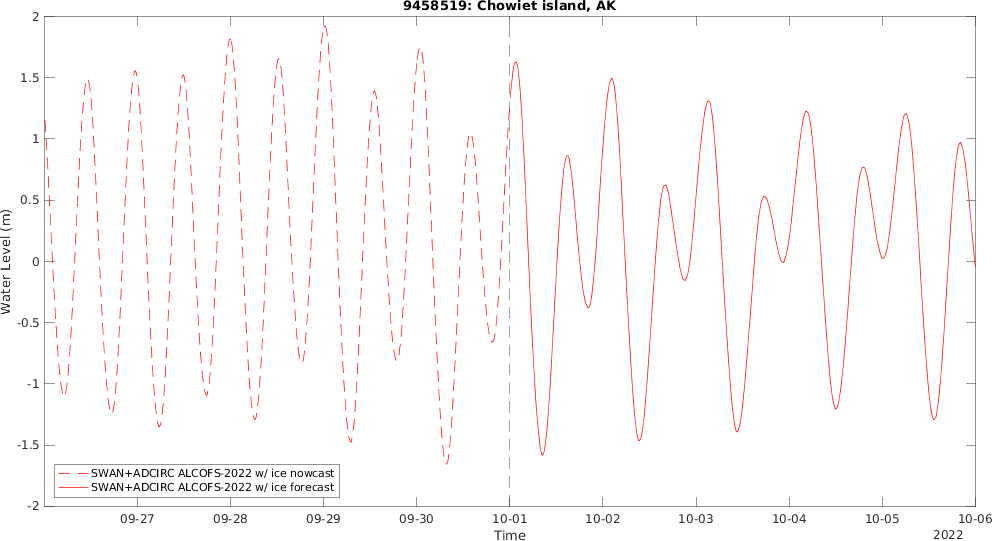 9458519: Chowiet island, AK
Water Level (m)
2
1.5
1
0.5
0
-0.5
-1
-1.5
-2
SWAN+ADCIRC ALCOFS-2022 w/ ice nowcast
SWAN+ADCIRC ALCOFS-2022 w/ ice forecast
09-27 09-28 09-29 09-30 10-01 10-02 10-03 10-04 10-05 10-06
Time
2022